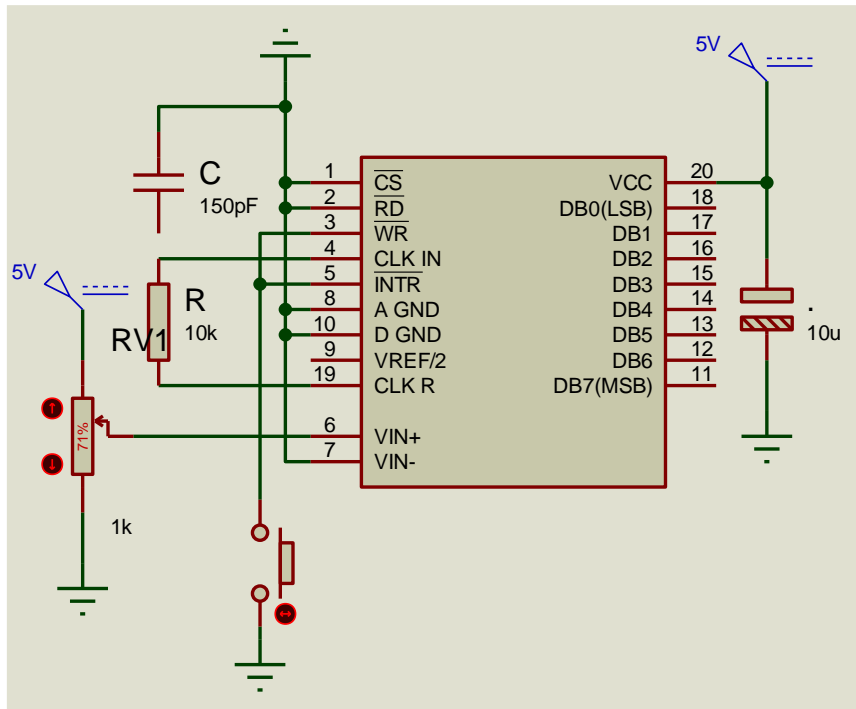 5V
C
150pF
1 CS VCC 20
2 RD DB0(LSB) 18
3 WR DB1 17
4 CLK IN DB2 16
5 INTR DB3 15
8 A GND DB4 14
10 D GND DB5 13
9 VREF/2 DB6 12
19 CLK R DB7(MSB) 11
6 VIN+
7 VIN-
5V
R
10k
RV1
.
10u
71%
1k